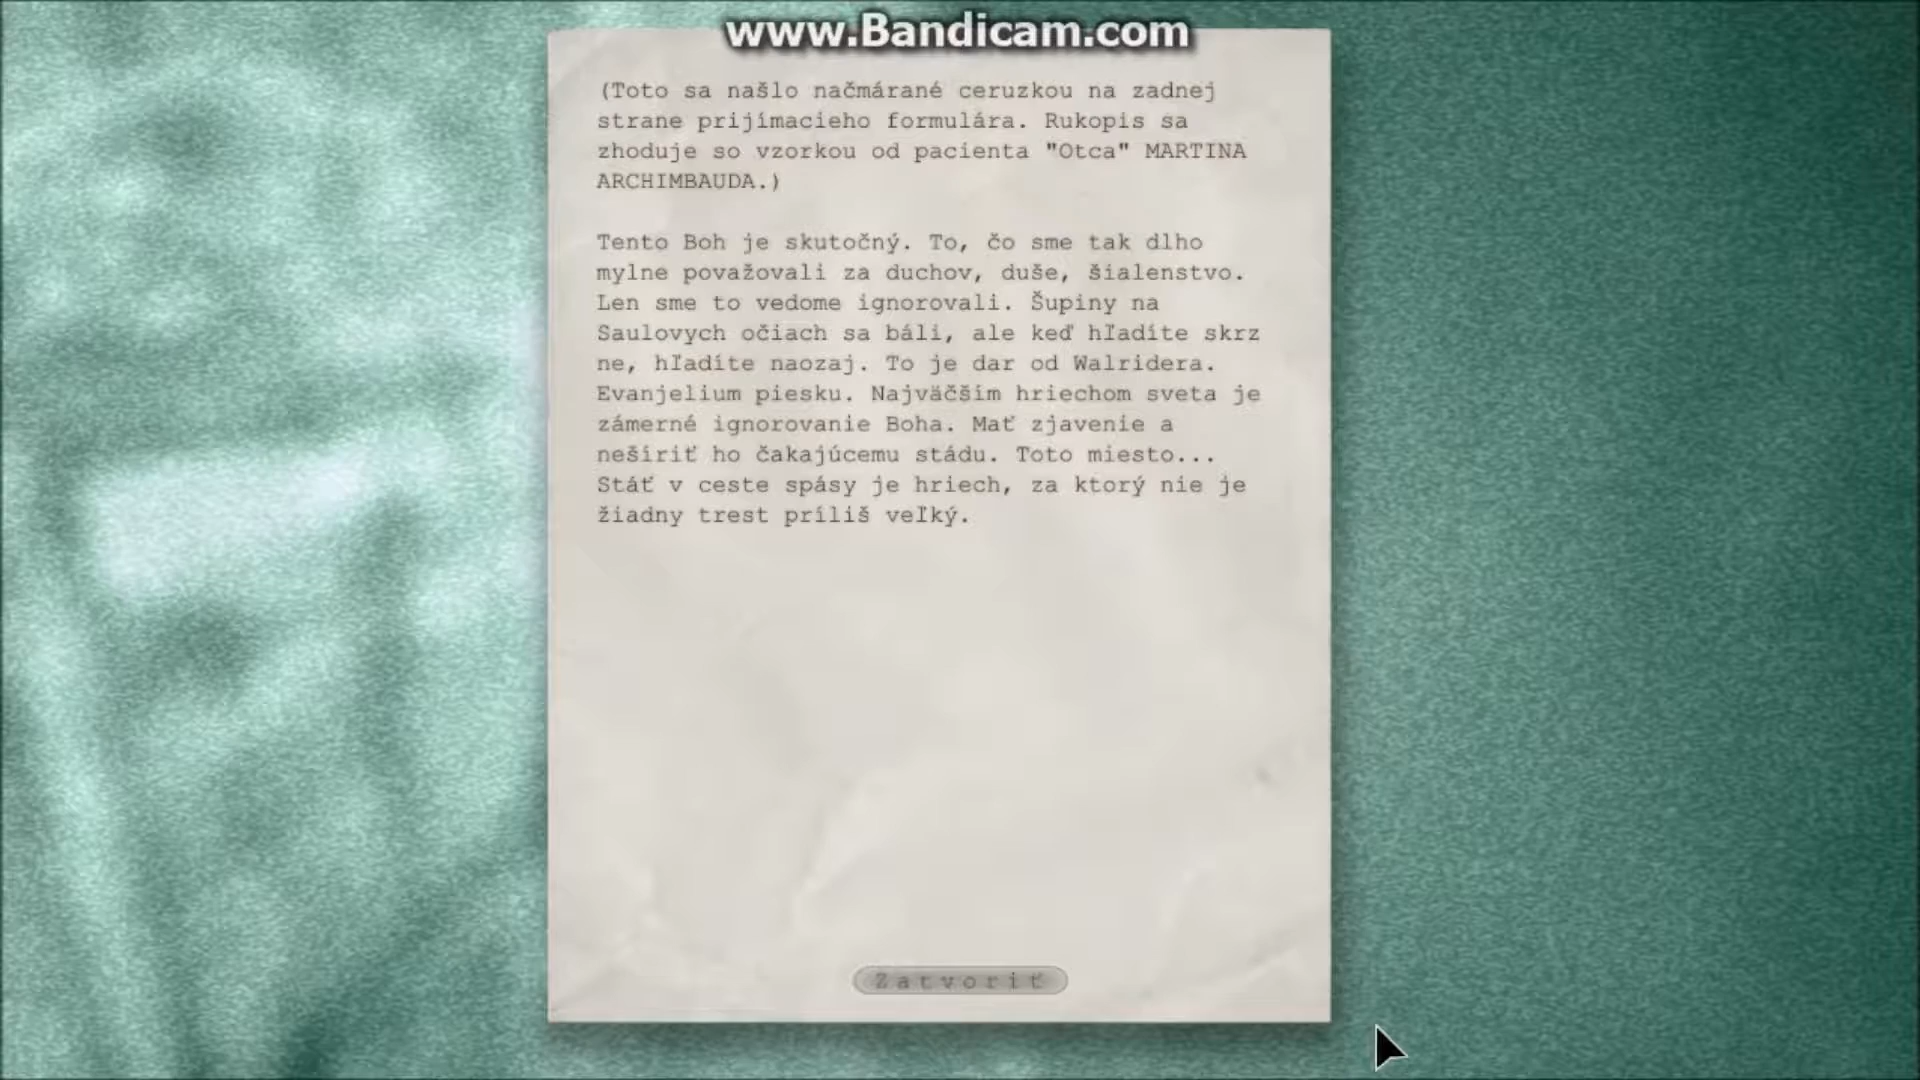 www.Bandicam.com
(Toto sa našlo načmárané ceruzkou na zadnej
strane prijímacieho formulára. Rukopis sa
zhoduje so vzorkou od pacienta "Otca" MARTINA
ARCHIMBAUDA.)
Tento Boh je skutočný. To, čo sme tak dlho
mylne považovali za duchov, duše, šialenstvo.
Len sme to vedome ignorovali. Šupiny na
Saulovych očiach sa báli, ale keď hľadíte skrz
ne, hľadíte naozaj. To je dar od Walridera.
Evanjelium piesku. Najväčším hriechom sveta je
zámerné ignorovanie Boha. Mať zjavenie a
nešíriť ho čakajúcemu stádu. Toto miesto...
Stáť v ceste spásy je hriech, za ktorý nie je
žiadny trest príliš veľký.
Zatvoriť